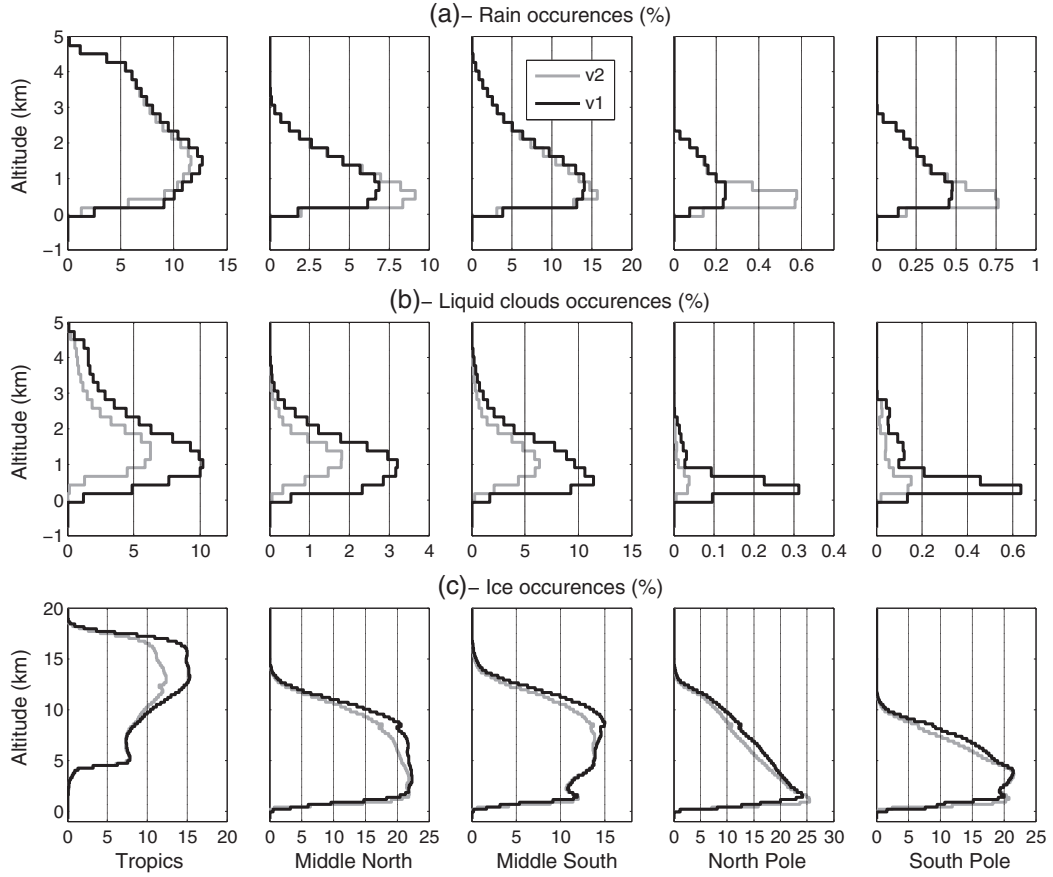 (a)– Rain occurences (%)
Altitude (km)
5
4
3
2
1
0
−1
0 5 10 15
0 2.5 5 7.5 10
0 5 10 15 20
0 0.2 0.4 0.6
0 0.25 0.5 0.75 1
v2
v1
(b)– Liquid clouds occurences (%)
Altitude (km)
5
4
3
2
1
0
−1
0 5 10
0 1 2 3 4
0 5 10 15
0 0.1 0.2 0.3 0.4
0 0.2 0.4 0.6
(c)– Ice occurences (%)
Altitude (km)
20
15
10
5
0
0 5 10 15 20
0 5 10 15 20 25
0 5 10 15
0 5 10 15 20 25 30
0 5 10 15 20 25
Tropics
Middle North
Middle South
North Pole
South Pole